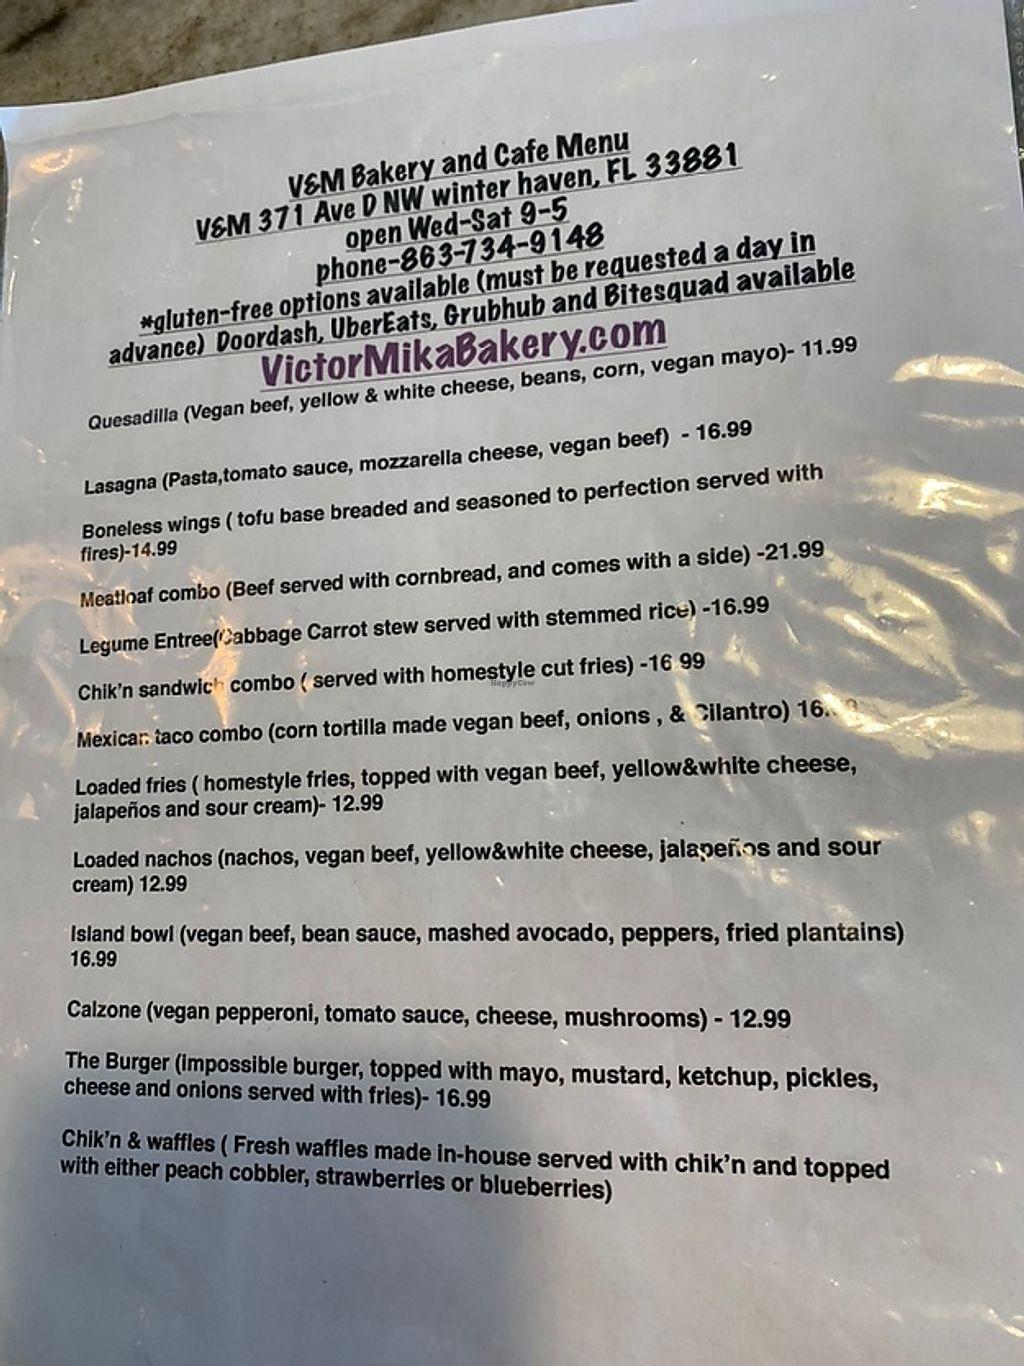 V&M Bakery and Cafe Menu
V&M 371 Ave D NW winter haven, FL 33881
open Wed-Sat 9-5
phone-863-734-9148
*gluten-free options available (must be requested a day in
advance) Doordash, UberEats, Grubhub and Bitesquad available
VictorMikaBakery.com
Quesadilla (Vegan beef, yellow & white cheese, beans, corn, vegan mayo)- 11.99
Lasagna (Pasta,tomato sauce, mozzarella cheese, vegan beef) - 16.99
Boneless wings ( tofu base breaded and seasoned to perfection served with
fires)-14.99
Meatloaf combo (Beef served with cornbread, and comes with a side) -21.99
Legume Entree(Cabbage Carrot stew served with stemmed rice) -16.99
Chik'n sandwich combo ( served with homestyle cut fries) -16.99
HappyCow
Mexican taco combo (corn tortilla made vegan beef, onions , & Cilantro)
Loaded fries ( homestyle fries, topped with vegan beef, yellow&white cheese,
jalapeños and sour cream)- 12.99
Loaded nachos (nachos, vegan beef, yellow&white cheese, jalapeños and sour
cream) 12.99
Island bowl (vegan beef, bean sauce, mashed avocado, peppers, fried plantains)
16.99
Calzone (vegan pepperoni, tomato sauce, cheese, mushrooms) - 12.99
The Burger (impossible burger, topped with mayo, mustard, ketchup, pickles,
cheese and onions served with fries)- 16.99
Chik'n & waffles ( Fresh waffles made in-house served with chik'n and topped
with either peach cobbler, strawberries or blueberries)